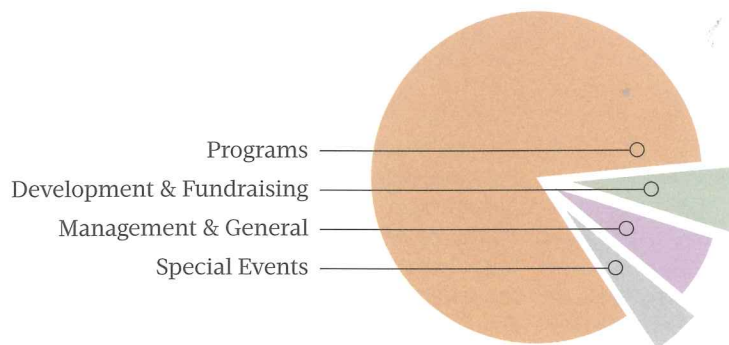 Programs
Development & Fundraising
Management & General
Special Events